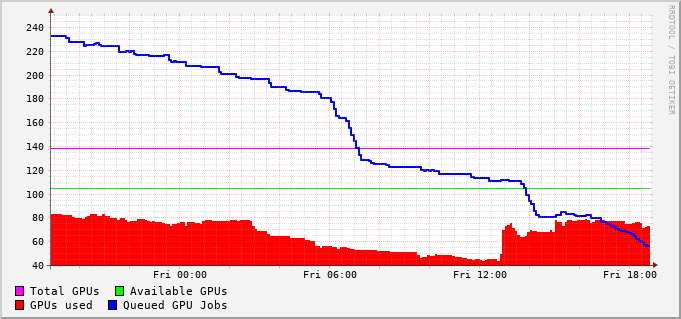 RRDTOOL / TOBI OETIKER
240
220
200
180
160
140
120
100
80
60
40
Fri 00:00 Fri 06:00 Fri 12:00 Fri 18:00
Total GPUs Available GPUs
GPUs used Queued GPU Jobs